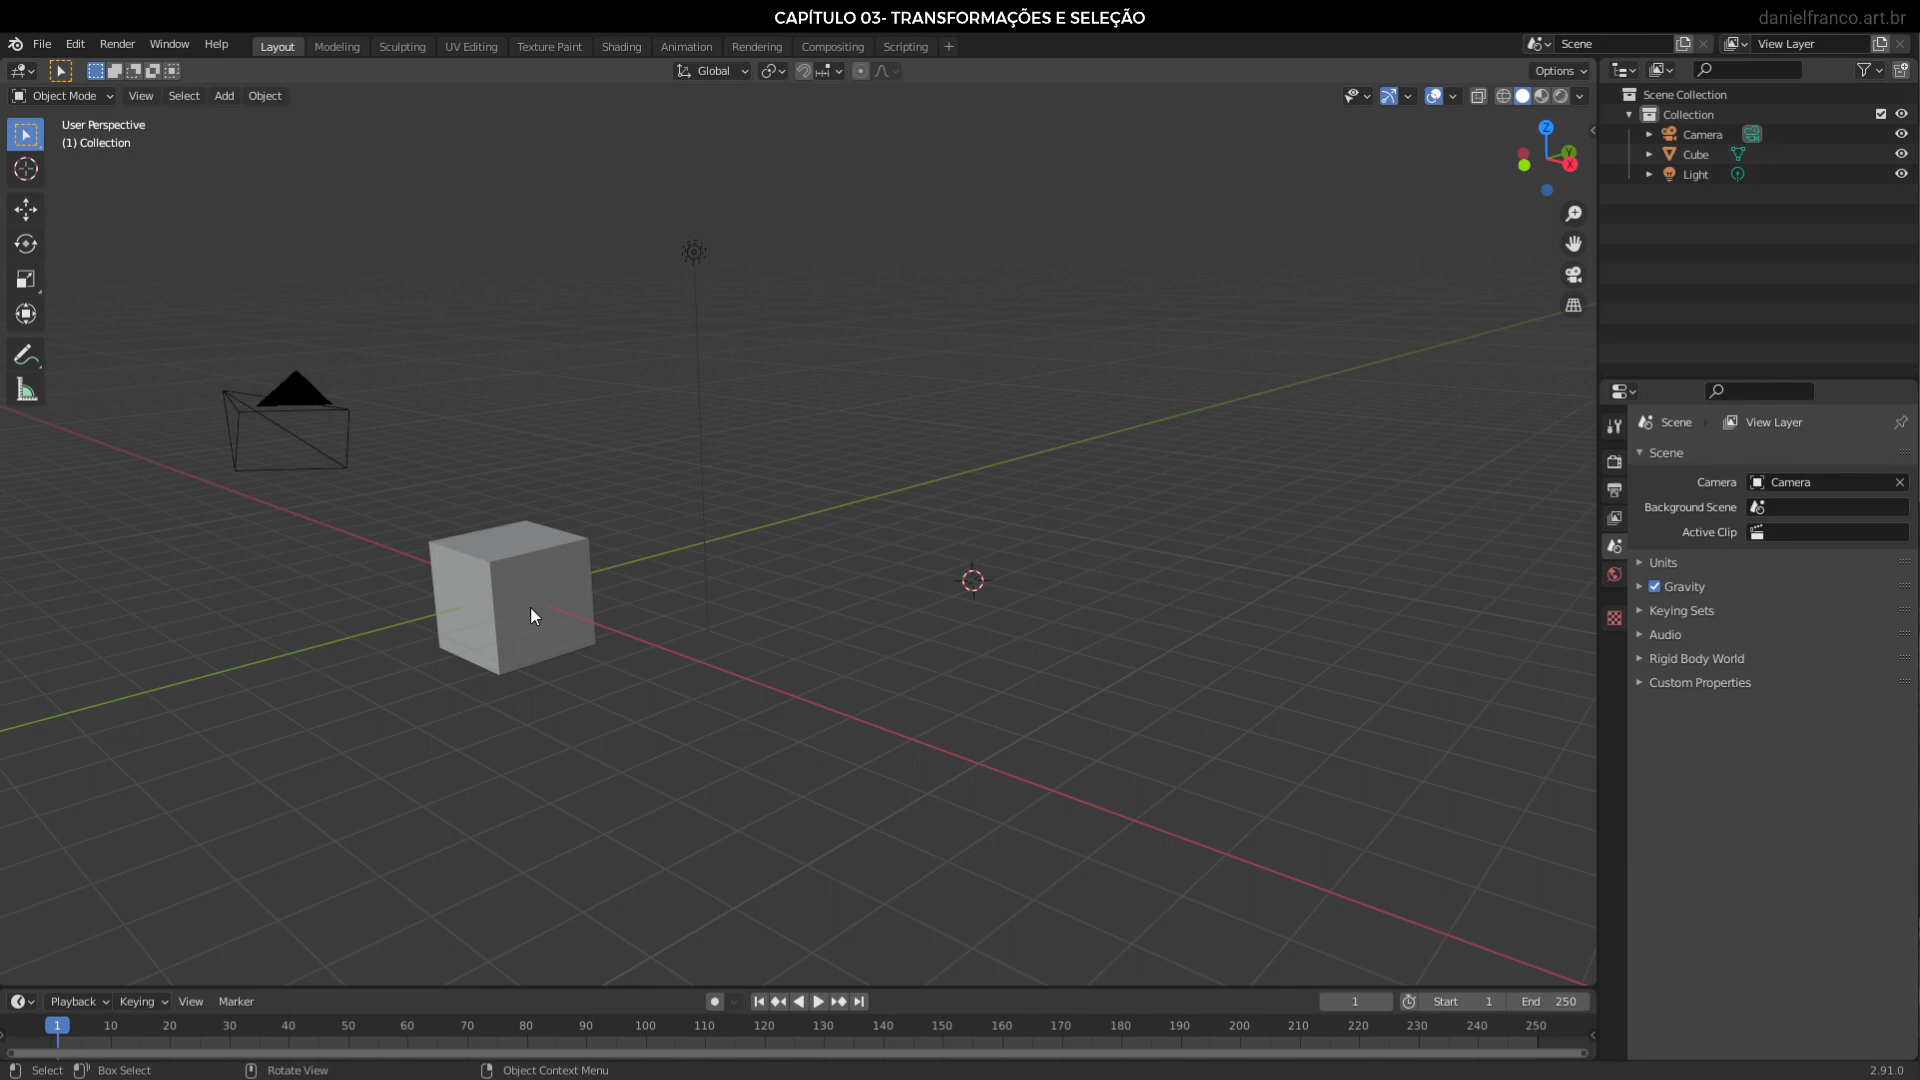 CAPÍTULO 03- TRANSFORMAÇÕES E SELEÇÃO
danielfranco.art.br
File Edit Render Window Help Layout Modeling Sculpting UV Editing Texture Paint Shading Animation Rendering Compositing Scripting + Scene View Layer
Global Options
Object Mode View Select Add Object
User Perspective
(1) Collection
Z
Y
X
Scene Collection
Collection
Camera
Cube
Light
Scene View Layer
Scene
Camera Camera
Background Scene
Active Clip
Units
Gravity
Keying Sets
Audio
Rigid Body World
Custom Properties
Playback Keying View Marker 1 Start 1 End 250
1 10 20 30 40 50 60 70 80 90 100 110 120 130 140 150 160 170 180 190 200 210 220 230 240 250
Select Box Select Rotate View Object Context Menu 2.91.0